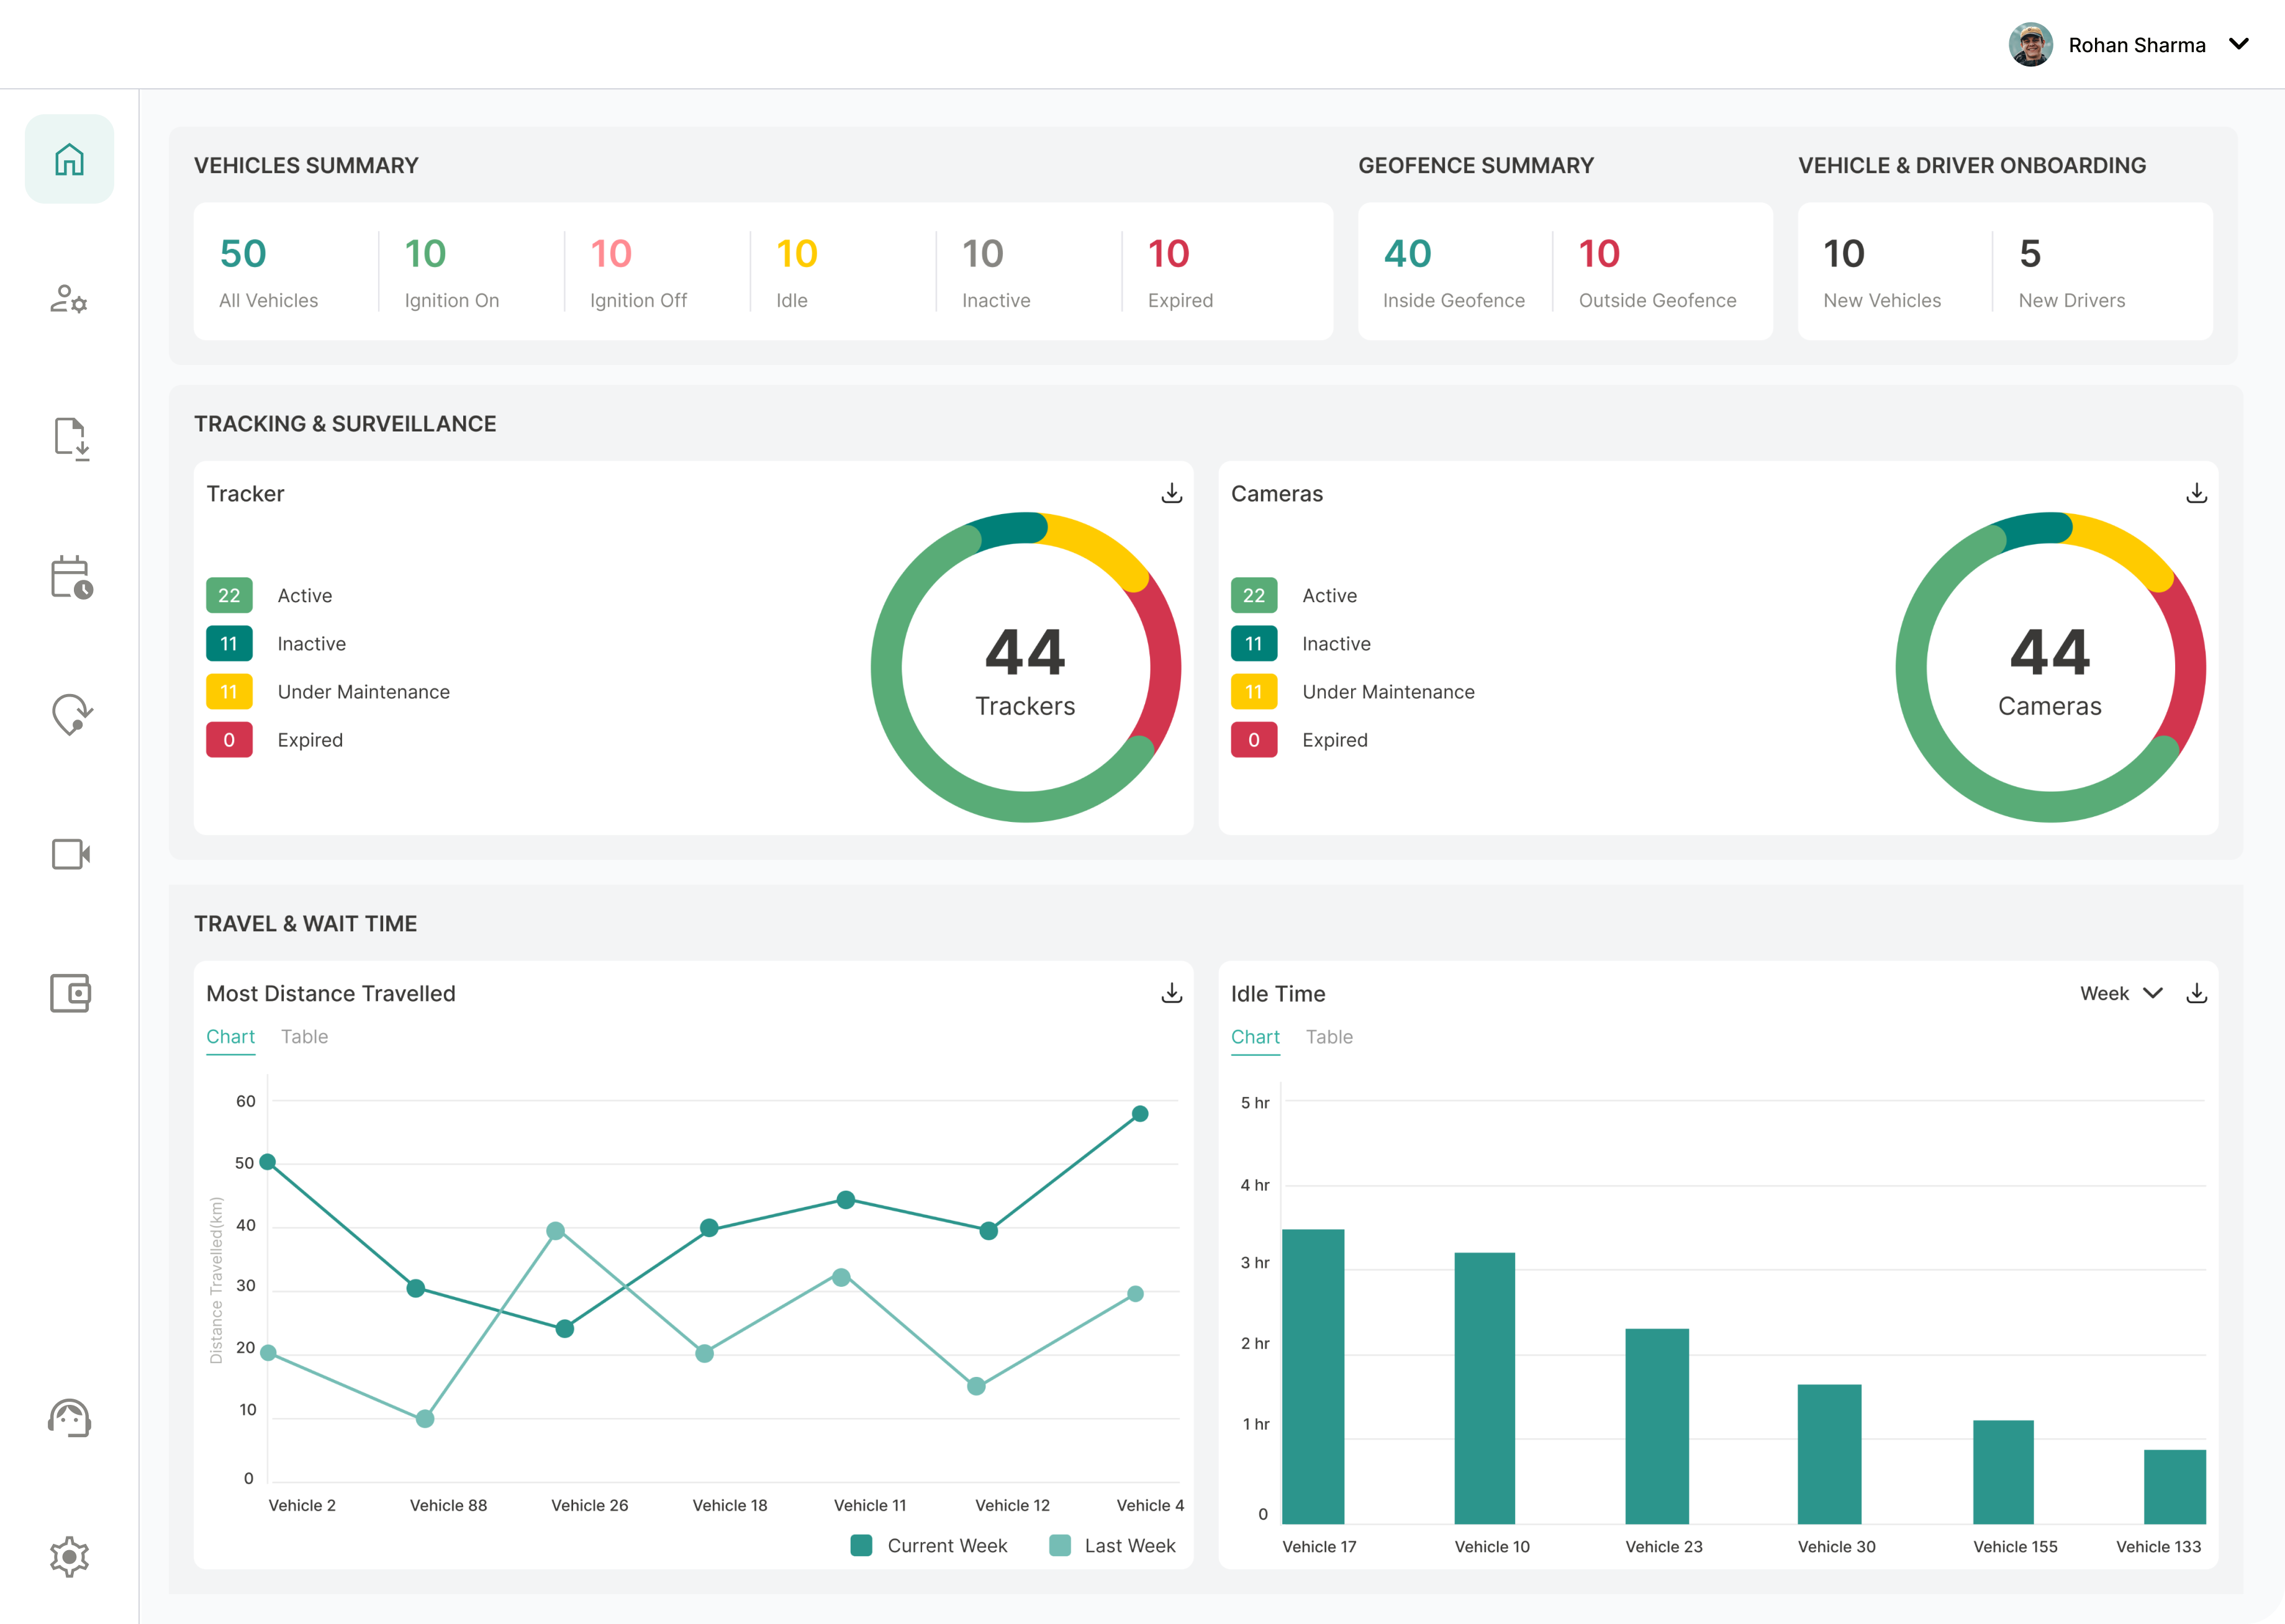 Rohan Sharma
VEHICLES SUMMARY
50
All Vehicles
10
Ignition On
10
Ignition Off
10
Idle
10
Inactive
10
Expired
GEOFENCE SUMMARY
40
Inside Geofence
10
Outside Geofence
VEHICLE & DRIVER ONBOARDING
10
New Vehicles
5
New Drivers
TRACKING & SURVEILLANCE
Tracker
22 Active
11 Inactive
11 Under Maintenance
0 Expired
44
Trackers
Cameras
22 Active
11 Inactive
11 Under Maintenance
0 Expired
44
Cameras
TRAVEL & WAIT TIME
Most Distance Travelled
Chart Table
Distance Travelled(km)
60
50
40
30
20
10
0
Vehicle 2 Vehicle 88 Vehicle 26 Vehicle 18 Vehicle 11 Vehicle 12 Vehicle 4
Current Week Last Week
Idle Time
Week
Chart Table
5 hr
4 hr
3 hr
2 hr
1 hr
0
Vehicle 17 Vehicle 10 Vehicle 23 Vehicle 30 Vehicle 155 Vehicle 133